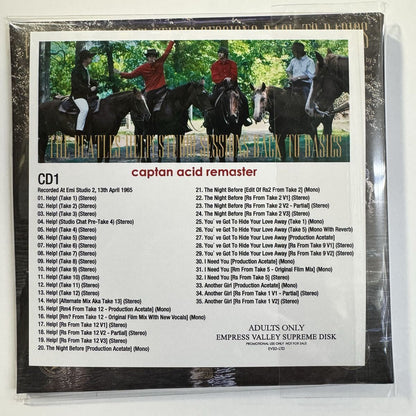 THE BEATLES HELP STUDIO SESSIONS BACK TO BASICS
captan acid remaster
CD1
Recorded At Emi Studio 2, 13th April 1965
01. Help! (Take 1) (Stereo)
02. Help! (Take 2) (Stereo)
03. Help! (Take 3) (Stereo)
04. Help! (Studio Chat Pre-Take 4) (Stereo)
05. Help! (Take 4) (Stereo)
06. Help! (Take 5) (Stereo)
07. Help! (Take 6) (Stereo)
08. Help! (Take 7) (Stereo)
09. Help! (Take 8) (Stereo)
10. Help! (Take 9) (Stereo)
11. Help! (Take 10) (Stereo)
12. Help! (Take 11) (Stereo)
13. Help! (Take 12) (Stereo)
14. Help! [Alternate Mix Aka Take 13] (Stereo)
15. Help! [Rm4 From Take 12 - Production Acetate] (Mono)
16. Help! [Rm? From Take 12 - Original Film Mix With New Vocals] (Mono)
17. Help! [Rs From Take 12 V1] (Stereo)
18. Help! [Rs From Take 12 V2 - Partial] (Stereo)
19. Help! [Rs From Take 12 V3] (Stereo)
20. The Night Before [Production Acetate] (Mono)
21. The Night Before [Edit Of Rs2 From Take 2] (Mono)
22. The Night Before [Rs From Take 2 V1] (Stereo)
23. The Night Before [Rs From Take 2 V2 - Partial] (Stereo)
24. The Night Before [Rs From Take 2 V3] (Stereo)
25. You`ve Got To Hide Your Love Away (Take 1) (Mono)
26. You`ve Got To Hide Your Love Away (Take 5) (Mono With Reverb)
27. You`ve Got To Hide Your Love Away [Production Acetate]
28. You`ve Got To Hide Your Love Away [Rs From Take 9 V1] (Stereo)
29. You`ve Got To Hide Your Love Away [Rs From Take 9 V2] (Stereo)
30. I Need You [Production Acetate] (Mono)
31. I Need You [Rm From Take 5 - Original Film Mix] (Mono)
32. I Need You [Rs From Take 5] (Stereo)
33. Another Girl [Production Acetate] (Mono)
34. Another Girl [Rs From Take 1 V1 - Partial] (Stereo)
35. Another Girl [Rs From Take 1 V2] (Stereo)
ADULTS ONLY
EMPRESS VALLEY SUPREME DISK
PROMOTIONAL USE ONLY NOT FOR SALE
EVSD-LTD